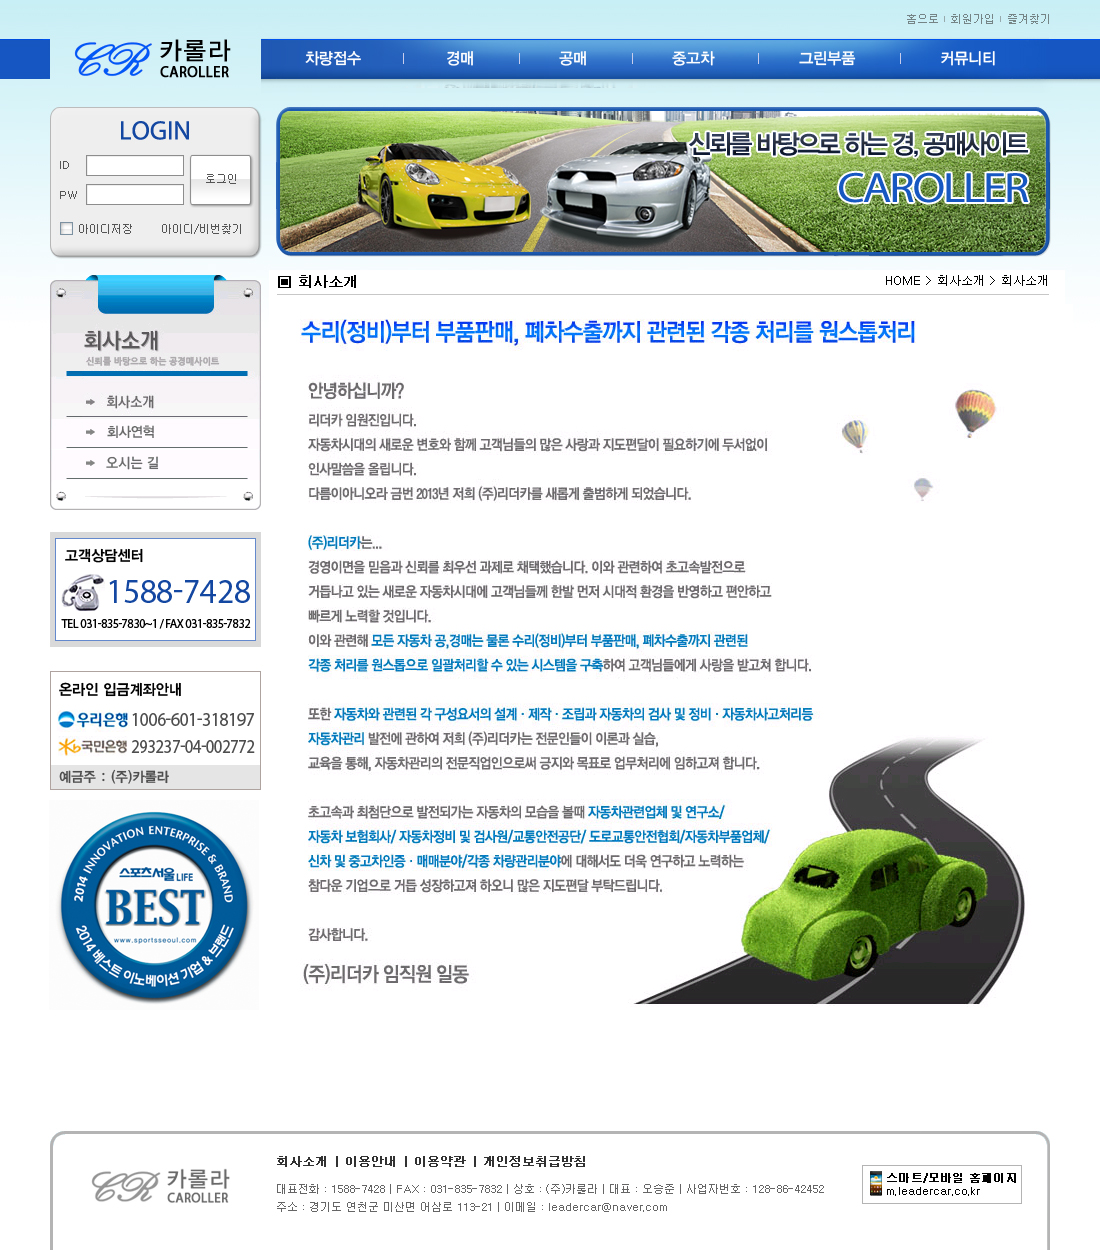 홈으로 | 회원가입 | 즐겨찾기
CR 카롤라
CAROLLER
차량접수 | 경매 | 공매 | 중고차 | 그린부품 | 커뮤니티
LOGIN
ID
PW
로그인
아이디저장 아이디/비번찾기
신뢰를 바탕으로 하는 경, 공매사이트
CAROLLER
회사소개
신뢰를 바탕으로 하는 공경매사이트
회사소개
회사연혁
오시는 길
고객상담센터
1588-7428
TEL 031-835-7830~1 / FAX 031-835-7832
온라인 입금계좌안내
우리은행 1006-601-318197
국민은행 293237-04-002772
예금주 : (주)카롤라
2014 INNOVATION ENTERPRISE & BRAND
스포츠서울 LIFE
BEST
www.sportsseoul.com
2014 베스트 이노베이션 기업 & 브랜드
회사소개
HOME > 회사소개 > 회사소개
수리(정비)부터 부품판매, 폐차수출까지 관련된 각종 처리를 원스톱처리
안녕하십니까?
리더카 임원진입니다.
자동차시대의 새로운 변호와 함께 고객님들의 많은 사랑과 지도편달이 필요하기에 두서없이
인사말씀을 올립니다.
다름이아니오라 금번 2013년 저희 (주)리더카를 새롭게 출범하게 되었습니다.
(주)리더카는...
경영이면을 믿음과 신뢰를 최우선 과제로 채택했습니다. 이와 관련하여 초고속발전으로
거듭나고 있는 새로운 자동차시대에 고객님들께 한발 먼저 시대적 환경을 반영하고 편안하고
빠르게 노력할 것입니다.
이와 관련해 모든 자동차 공,경매는 물론 수리(정비)부터 부품판매, 폐차수출까지 관련된
각종 처리를 원스톱으로 일괄처리할 수 있는 시스템을 구축하여 고객님들에게 사랑을 받고져 합니다.
또한 자동차와 관련된 각 구성요서의 설계 · 제작 · 조립과 자동차의 검사 및 정비 · 자동차사고처리등
자동차관리 발전에 관하여 저희 (주)리더카는 전문인들이 이론과 실습,
교육을 통해, 자동차관리의 전문직업인으로써 긍지와 목표로 업무처리에 임하고져 합니다.
초고속과 최첨단으로 발전되가는 자동차의 모습을 볼때 자동차관련업체 및 연구소/
자동차 보험회사/ 자동차정비 및 검사원/교통안전공단/ 도로교통안전협회/자동차부품업체/
신차 및 중고차인증 · 매매분야/각종 차량관리분야에 대해서도 더욱 연구하고 노력하는
참다운 기업으로 거듭 성장하고져 하오니 많은 지도편달 부탁드립니다.
감사합니다.
(주)리더카 임직원 일동
CR 카롤라
CAROLLER
회사소개 | 이용안내 | 이용약관 | 개인정보취급방침
대표전화 : 1588-7428 | FAX : 031-835-7832 | 상호 : (주)카롤라 | 대표 : 오승준 | 사업자번호 : 128-86-42452
주소 : 경기도 연천군 미산면 어삼로 113-21 | 이메일 : leadercar@naver.com
스마트/모바일 홈페이지
m.leadercar.co.kr